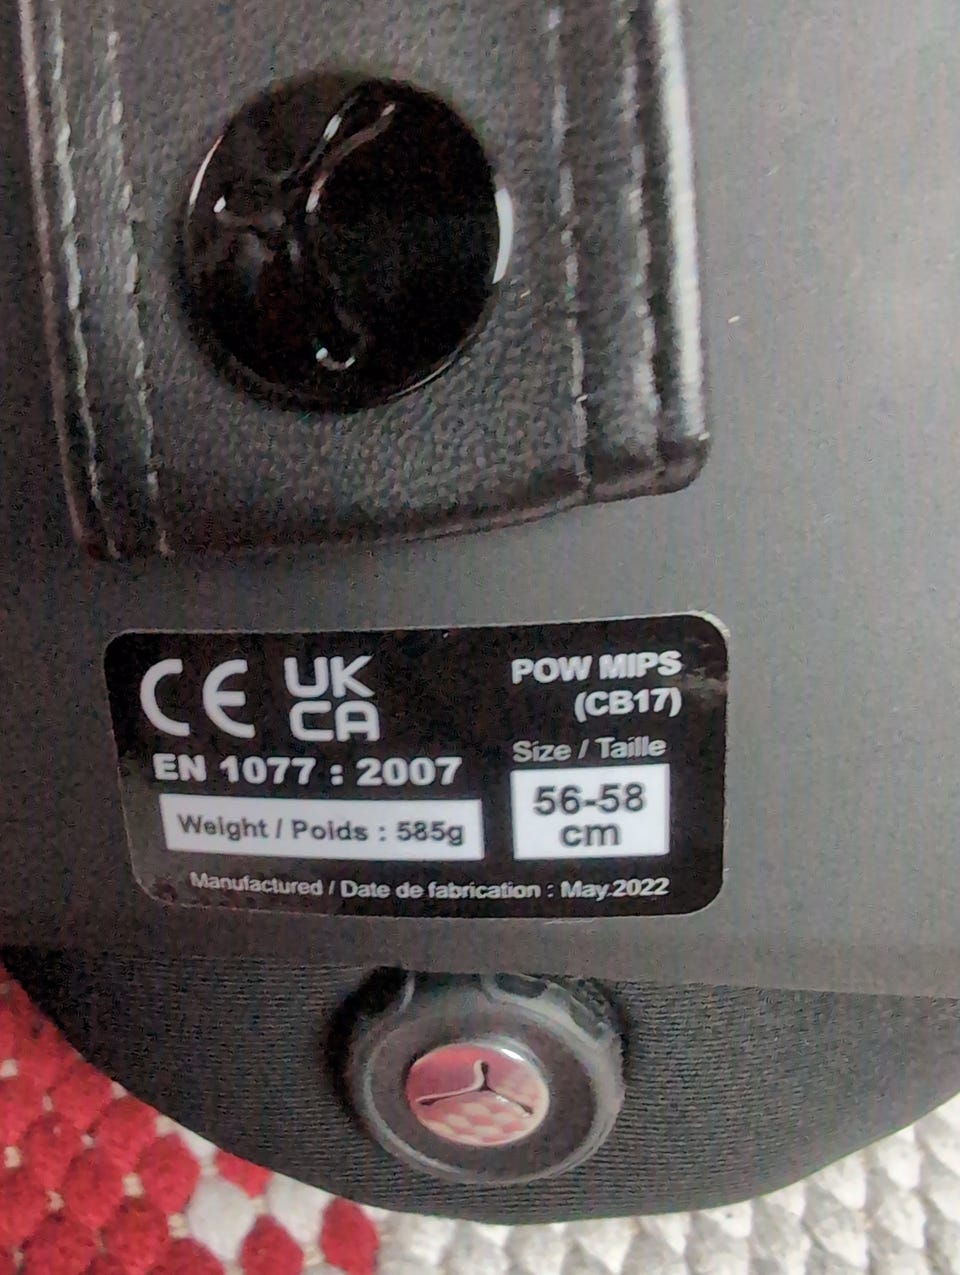 CE UK
CA
EN 1077 : 2007
Weight / Poids : 585g
POW MIPS
(CB17)
Size / Taille
56-58
cm
Manufactured / Date de fabrication : May.2022